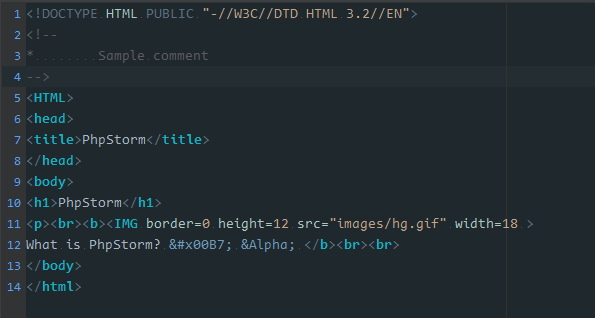 1 <!DOCTYPE HTML PUBLIC "-//W3C//DTD HTML 3.2//EN">
2 <!--
3 *        Sample comment
4 -->
5 <HTML>
6 <head>
7 <title>PhpStorm</title>
8 </head>
9 <body>
10 <h1>PhpStorm</h1>
11 <p><br><b><IMG border=0 height=12 src="images/hg.gif" width=18 >
12 What is PhpStorm? &#x00B7; &Alpha; </b><br><br>
13 </body>
14 </html>